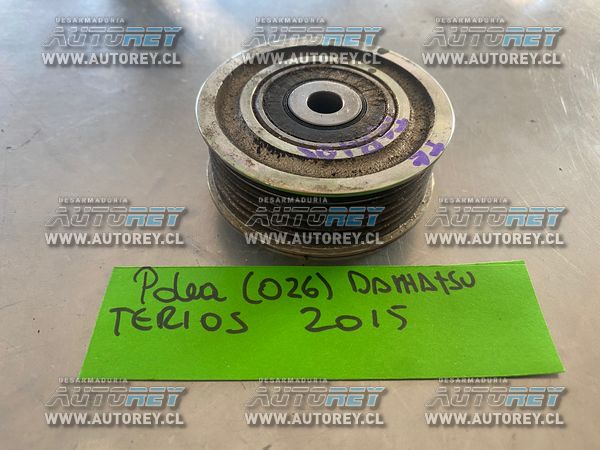 DESARMADURIA
AUTOREY
WWW.AUTOREY.CL
Polea (026) DAIHATSU
TERIOS 2015